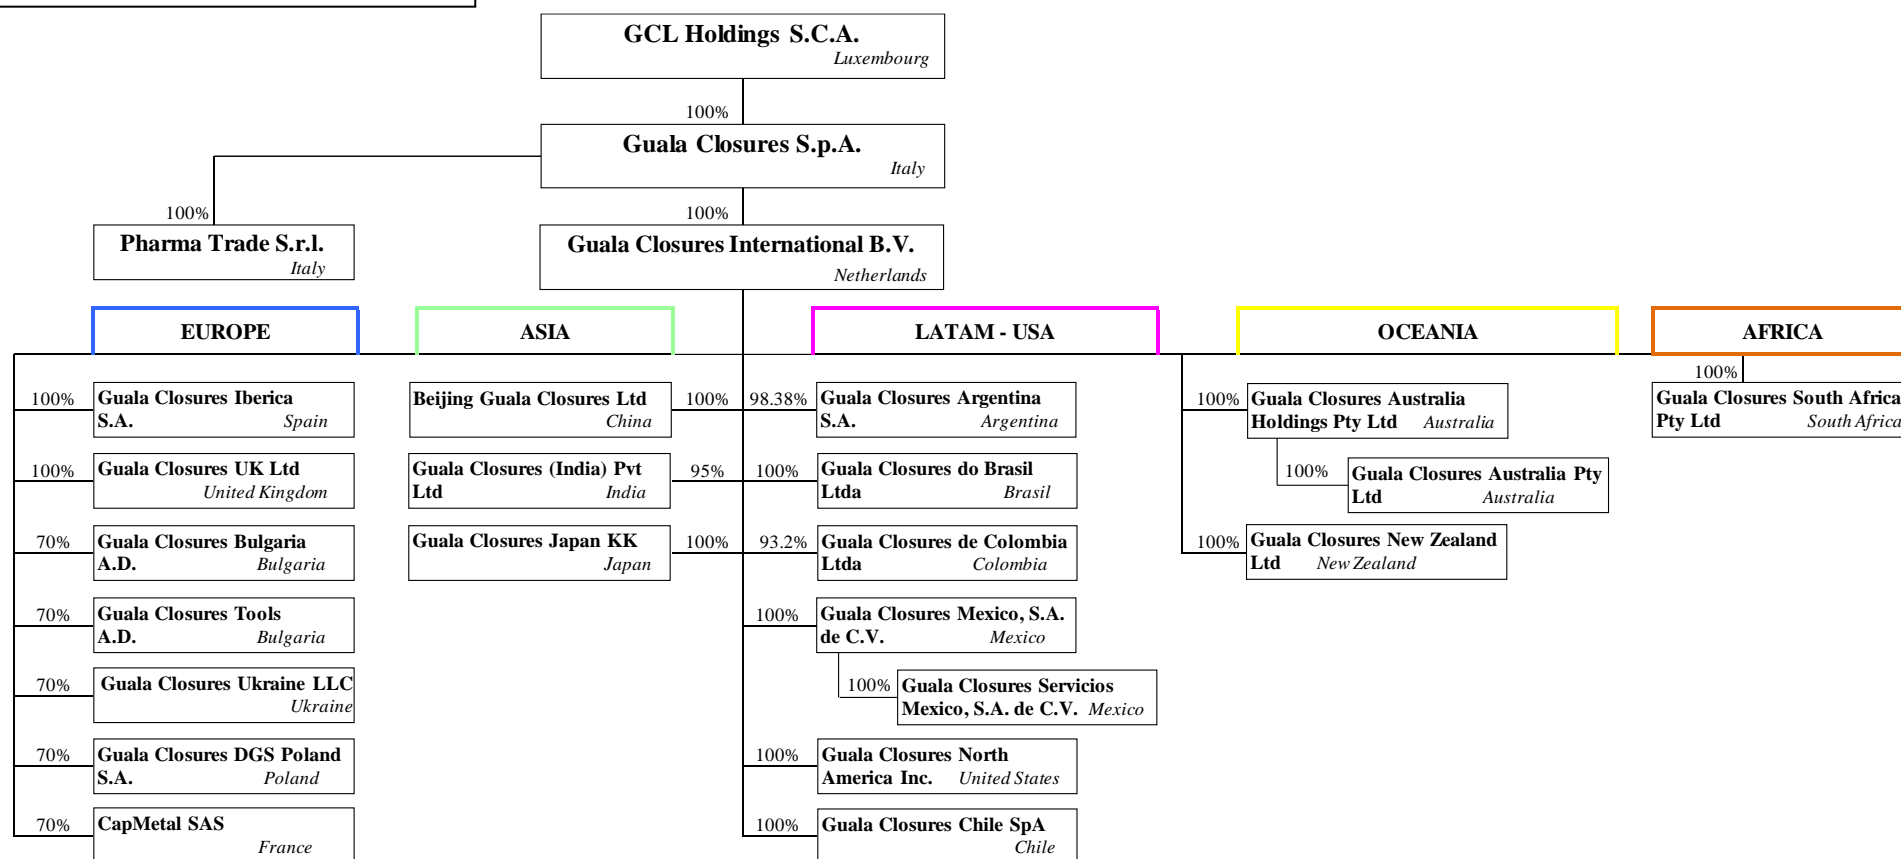 GCL Holdings S.C.A.
Luxembourg
100%
Guala Closures S.p.A.
Italy
100%
100%
Pharma Trade S.r.l.
Italy
Guala Closures International B.V.
Netherlands
EUROPE
ASIA
LATAM - USA
OCEANIA
AFRICA
100%
Guala Closures Iberica
S.A. Spain
100%
Guala Closures UK Ltd
United Kingdom
70%
Guala Closures Bulgaria
A.D. Bulgaria
70%
Guala Closures Tools
A.D. Bulgaria
70%
Guala Closures Ukraine LLC
Ukraine
70%
Guala Closures DGS Poland
S.A. Poland
70%
CapMetal SAS
France
Beijing Guala Closures Ltd
China
100%
Guala Closures (India) Pvt
Ltd India
95%
Guala Closures Japan KK
Japan
100%
98.38%
Guala Closures Argentina
S.A. Argentina
100%
Guala Closures do Brasil
Ltda Brasil
93.2%
Guala Closures de Colombia
Ltda Colombia
100%
Guala Closures Mexico, S.A.
de C.V. Mexico
100%
Guala Closures Servicios
Mexico, S.A. de C.V. Mexico
100%
Guala Closures North
America Inc. United States
100%
Guala Closures Chile SpA
Chile
100%
Guala Closures Australia
Holdings Pty Ltd Australia
100%
Guala Closures Australia Pty
Ltd Australia
100%
Guala Closures New Zealand
Ltd New Zealand
100%
Guala Closures South Africa
Pty Ltd South Africa